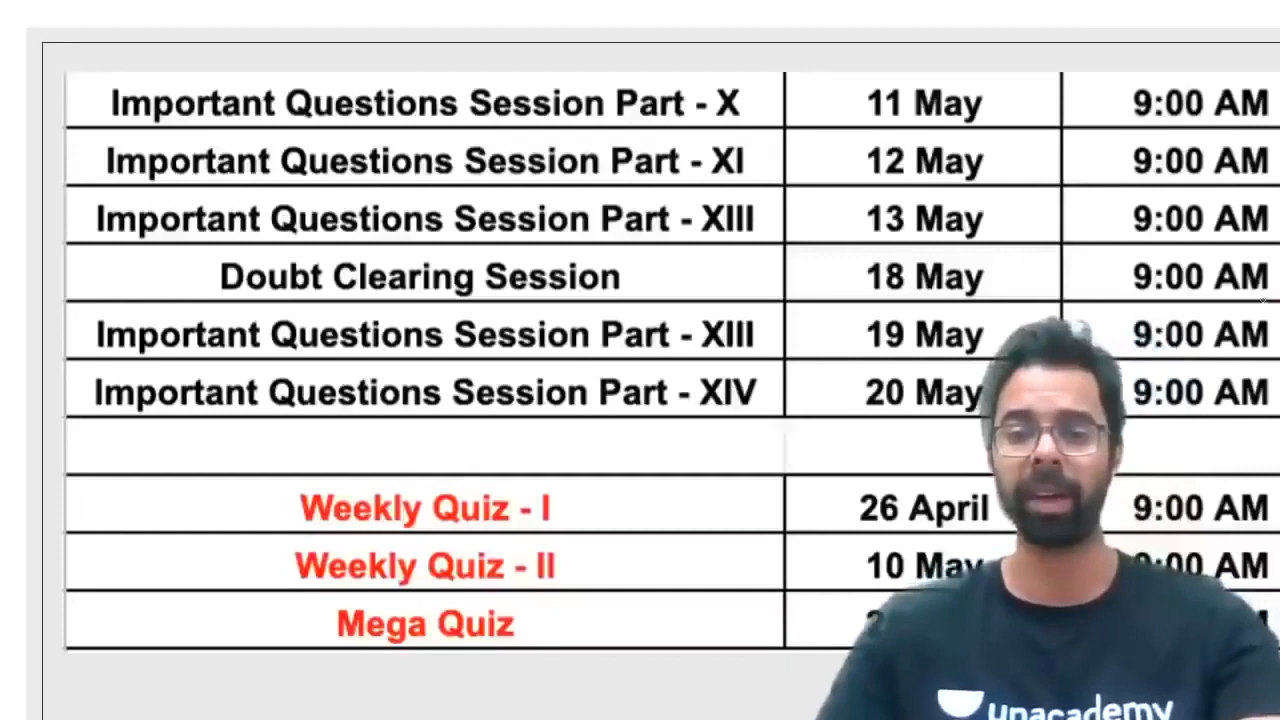 Important Questions Session Part - X 11 May 9:00 AM
Important Questions Session Part - XI 12 May 9:00 AM
Important Questions Session Part - XIII 13 May 9:00 AM
Doubt Clearing Session 18 May 9:00 AM
Important Questions Session Part - XIII 19 May 9:00 AM
Important Questions Session Part - XIV 20 May 9:00 AM
Weekly Quiz - I 26 April 9:00 AM
Weekly Quiz - II 10 May 9:00 AM
Mega Quiz
unacademy